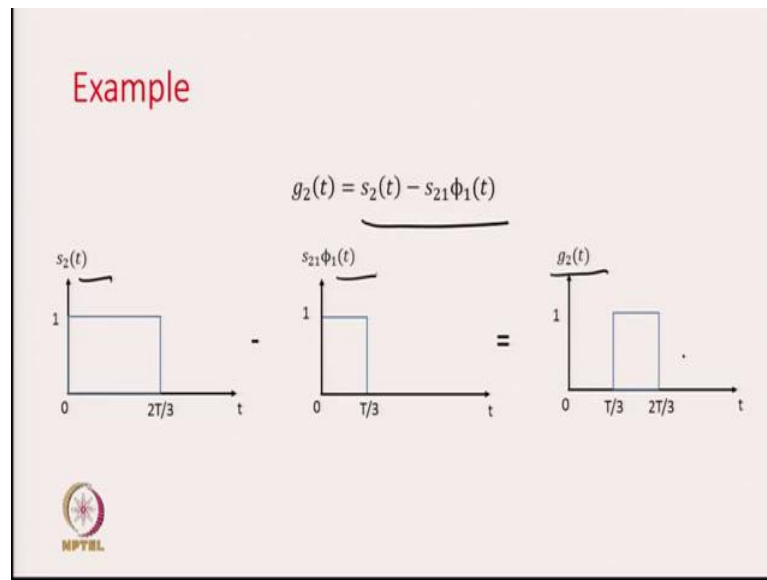 Example
g₂(t) = s₂(t) − s₂₁ϕ₁(t)
s₂(t)
1
0 2T/3 t
-
s₂₁ϕ₁(t)
1
0 T/3 t
=
g₂(t)
1
0 T/3 2T/3 t
NPTEL